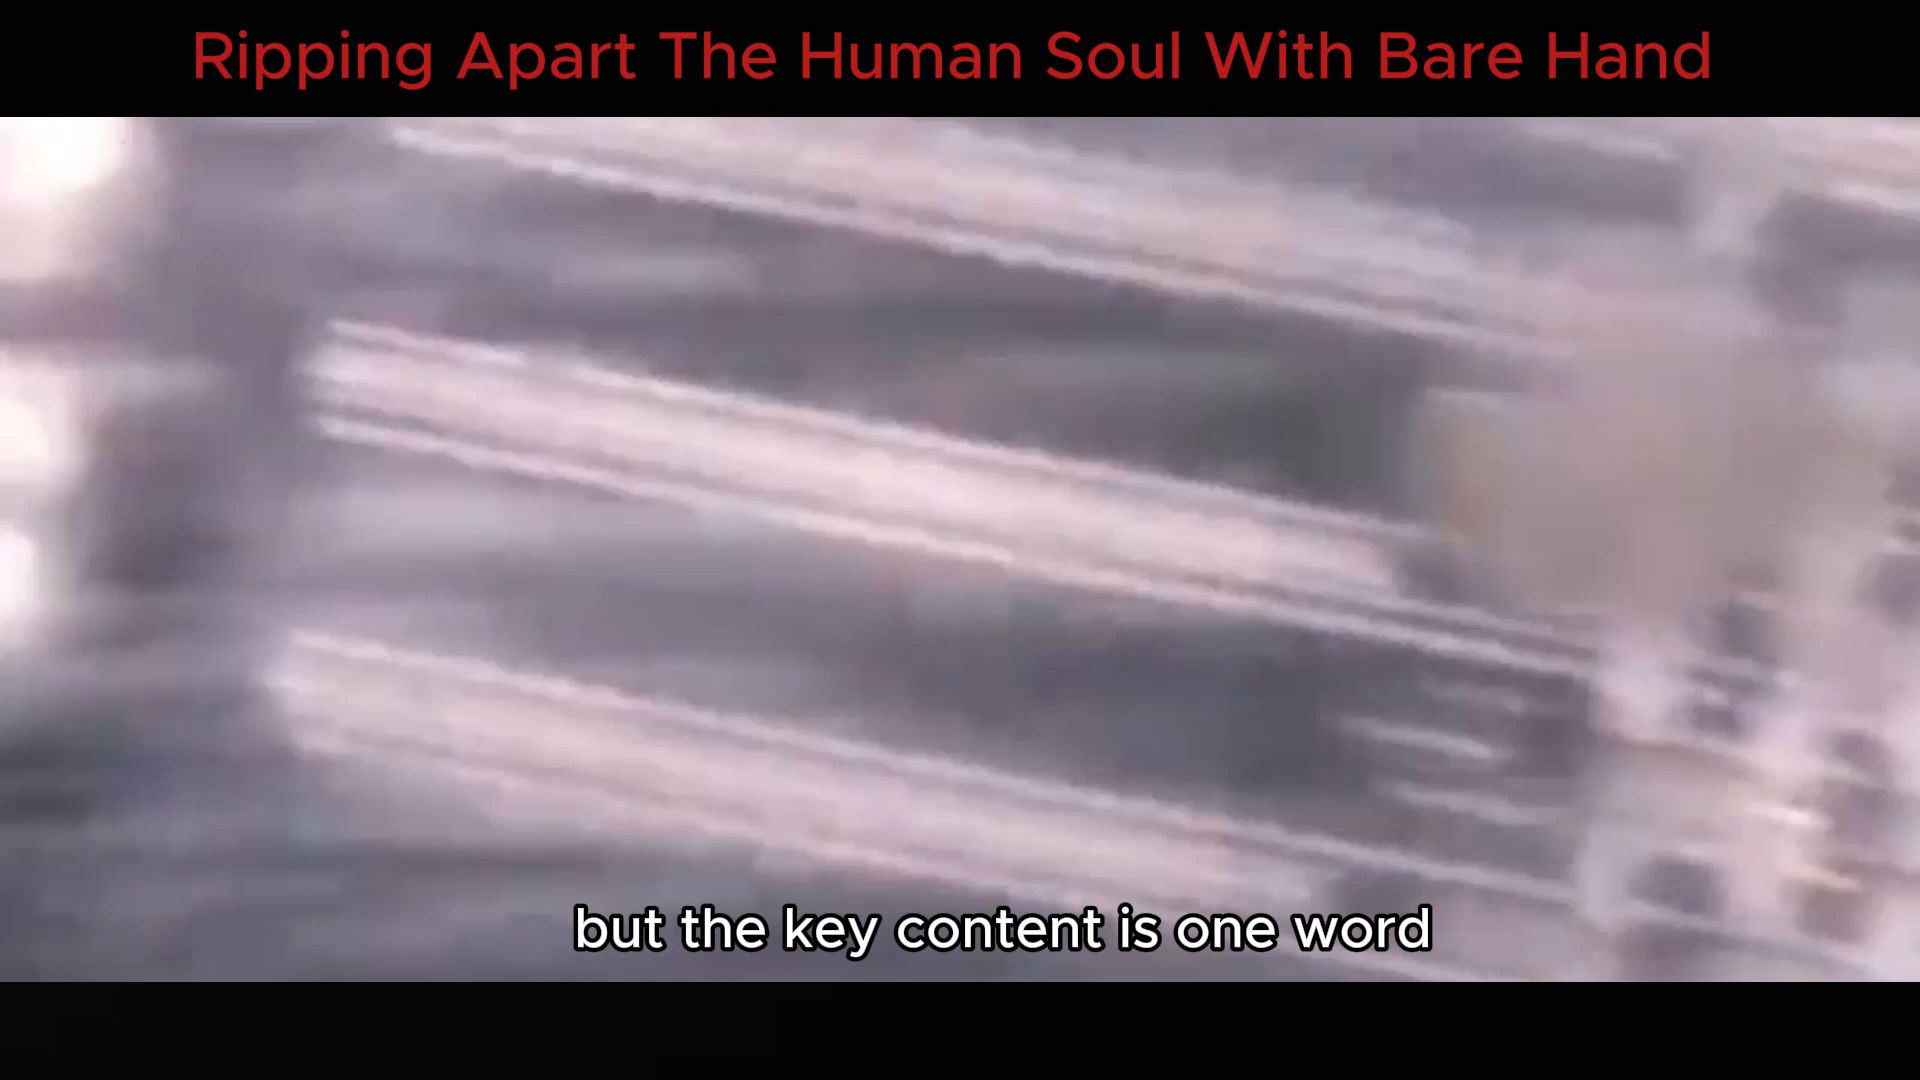 Ripping Apart The Human Soul With Bare Hand
but the key content is one word